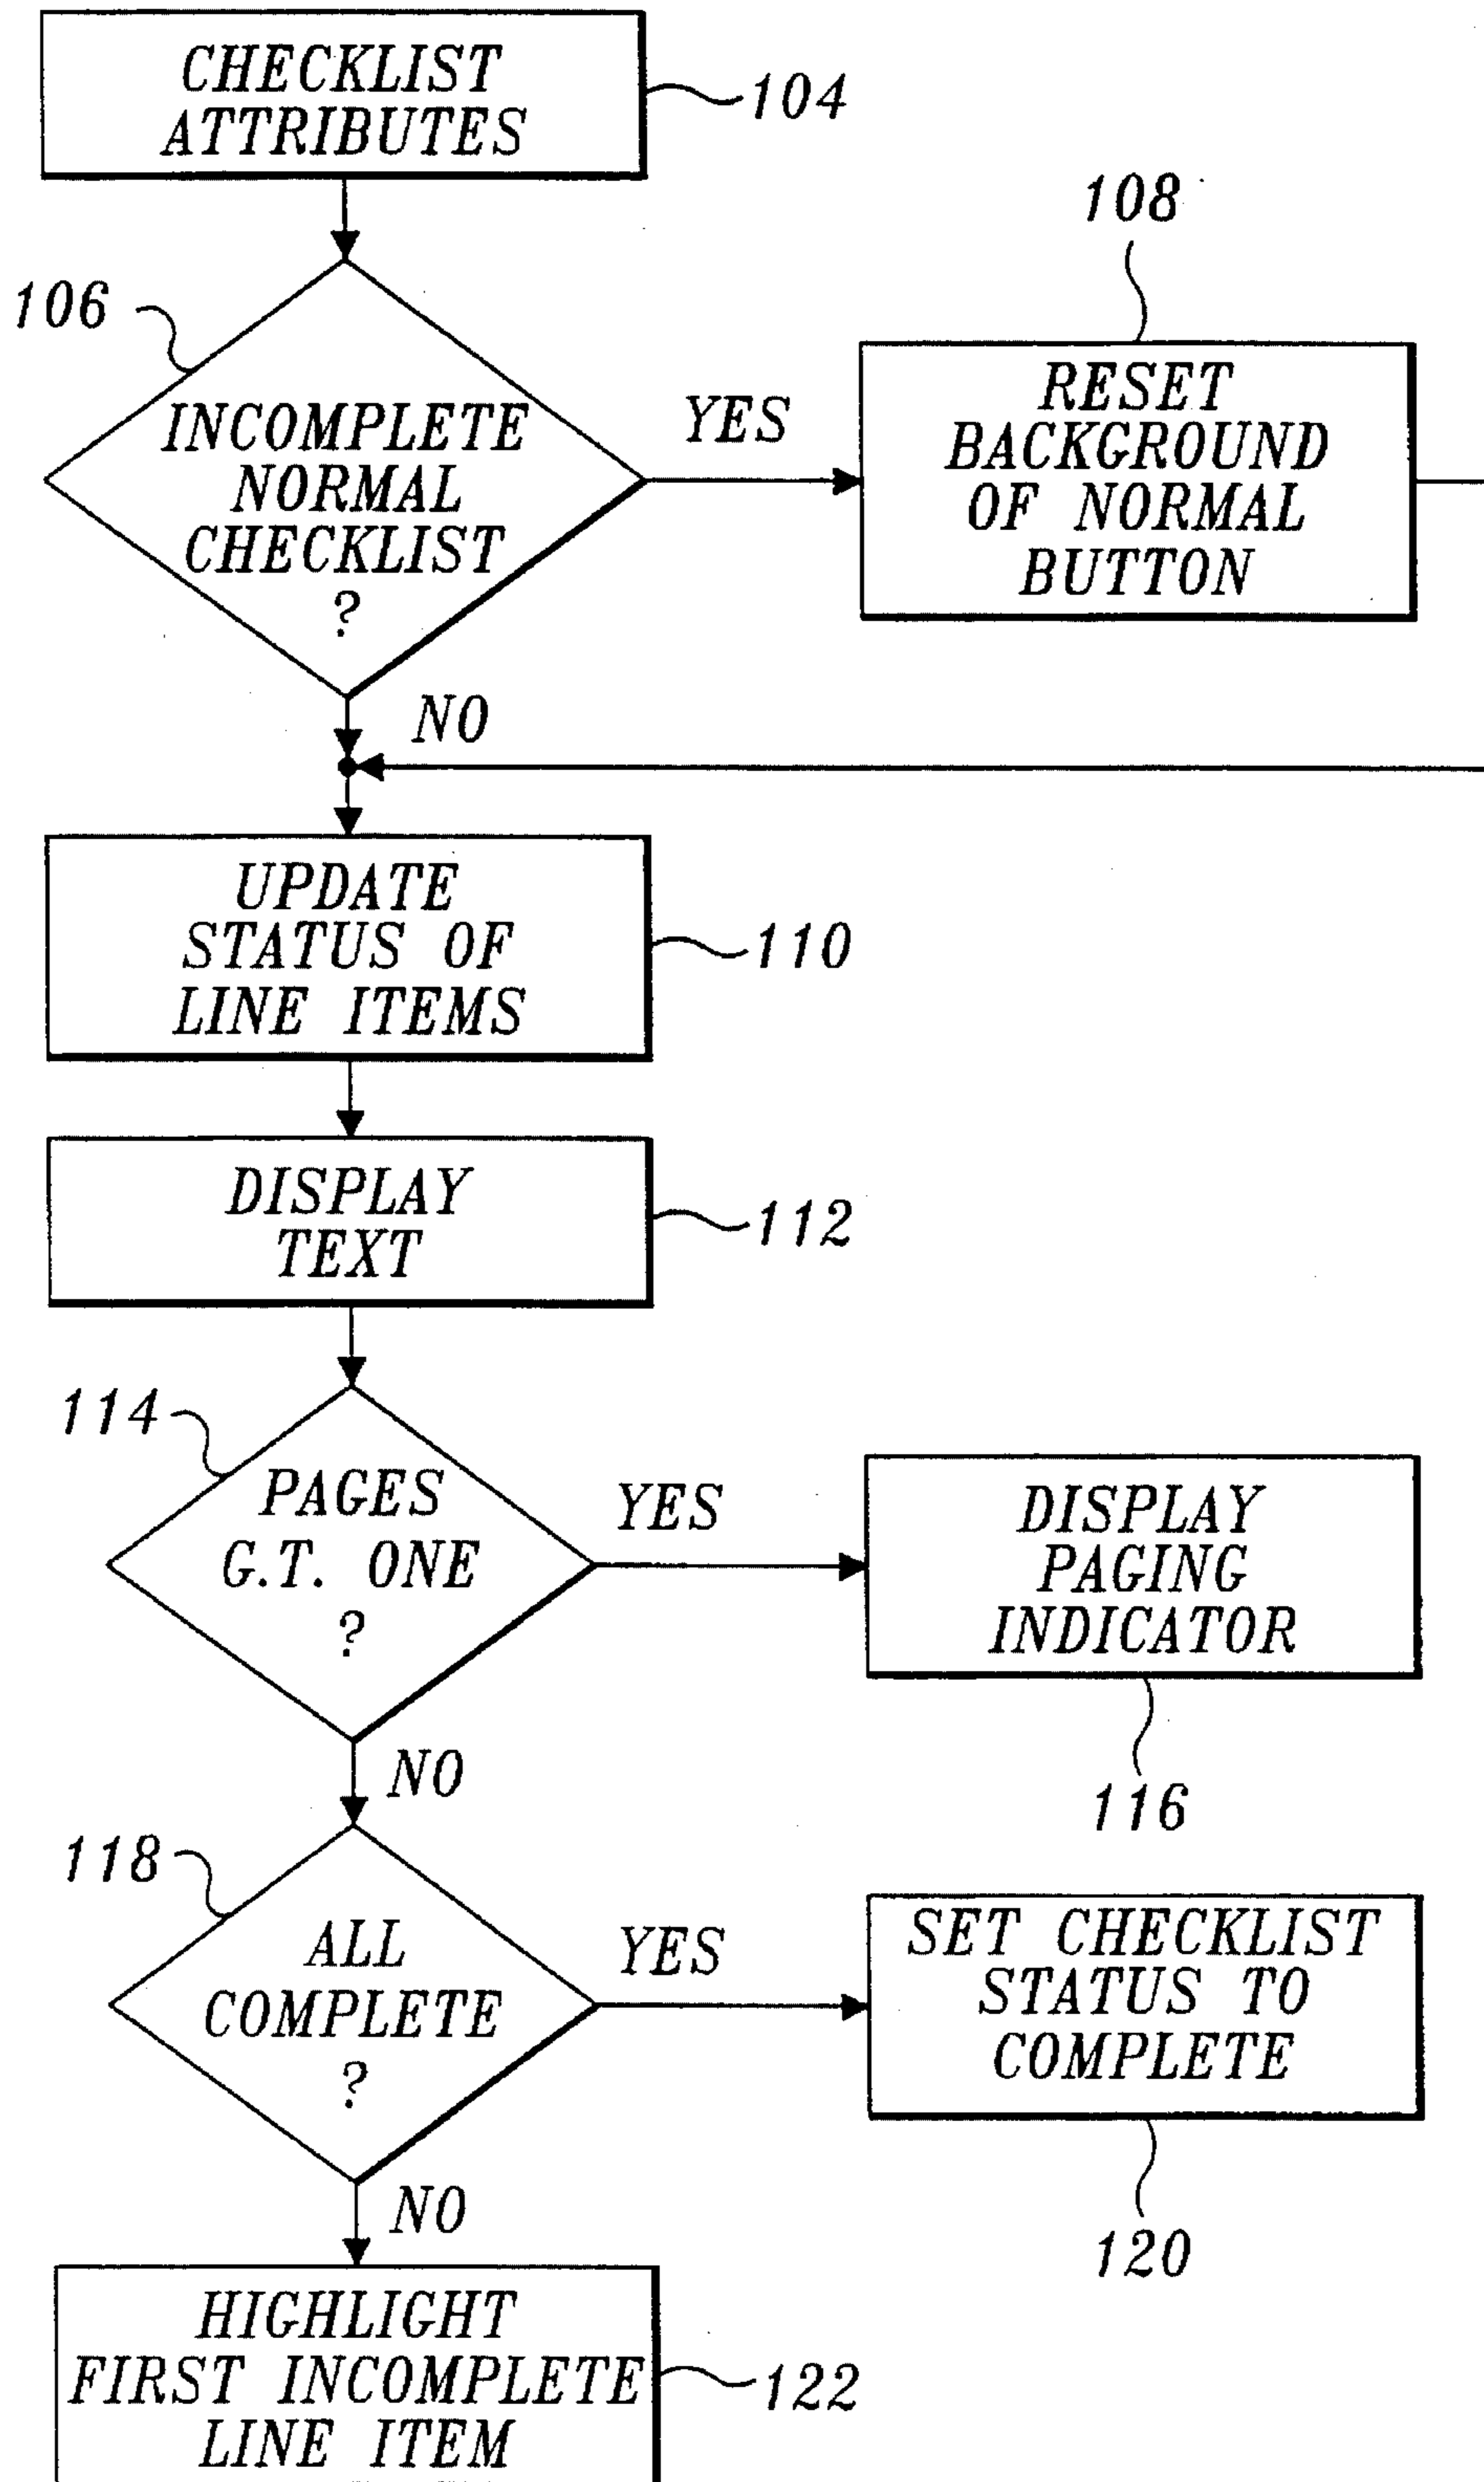 CHECKLIST
ATTRIBUTES
104
108
106
INCOMPLETE
NORMAL
CHECKLIST
?
YES
RESET
BACKGROUND
OF NORMAL
BUTTON
NO
UPDATE
STATUS OF
LINE ITEMS
110
DISPLAY
TEXT
112
114
PAGES
G.T. ONE
?
YES
DISPLAY
PAGING
INDICATOR
116
NO
118
ALL
COMPLETE
?
YES
SET CHECKLIST
STATUS TO
COMPLETE
120
NO
HIGHLIGHT
FIRST INCOMPLETE
LINE ITEM
122